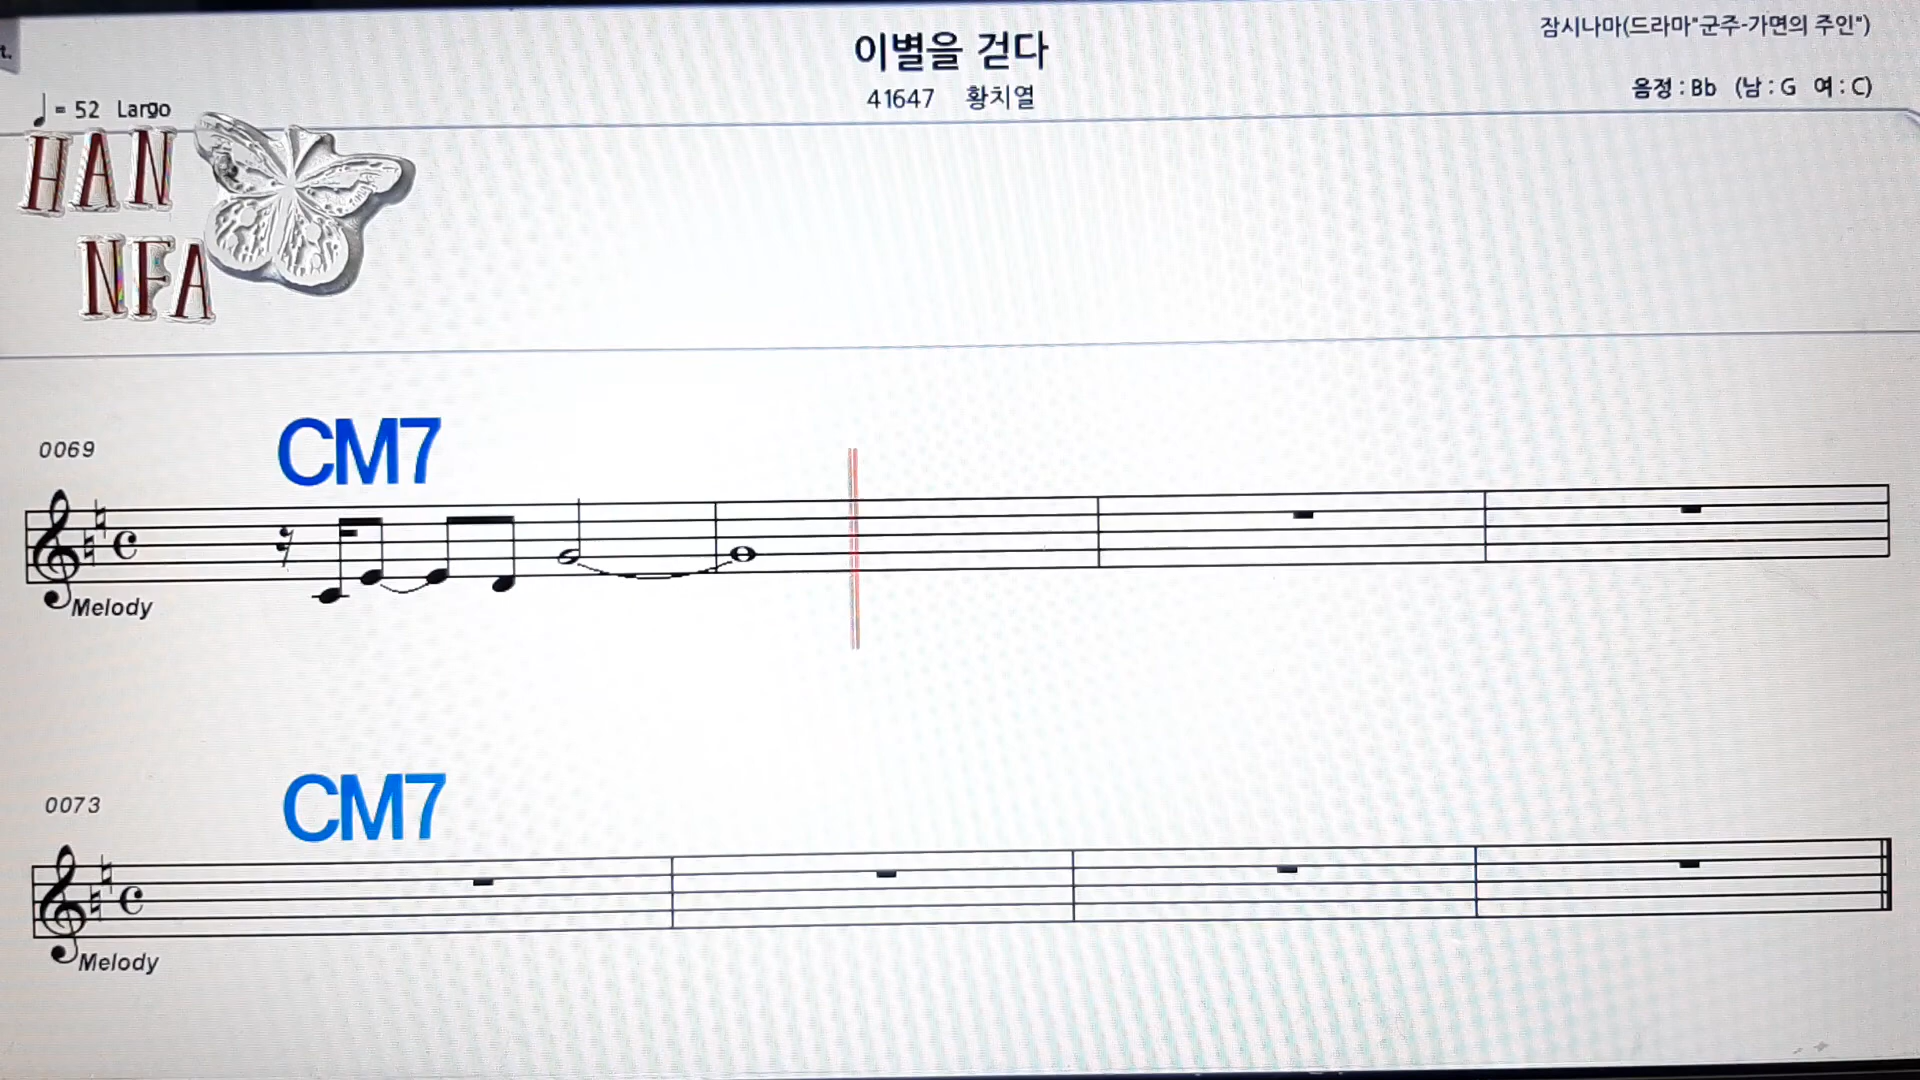 t.
이별을 걷다
잠시나마(드라마"군주-가면의 주인")
♩ = 52 Largo
41647 황치열
음정 : Bb (남 : G 여 : C)
HAN
NFA
0069
CM7
Melody
0073
CM7
Melody